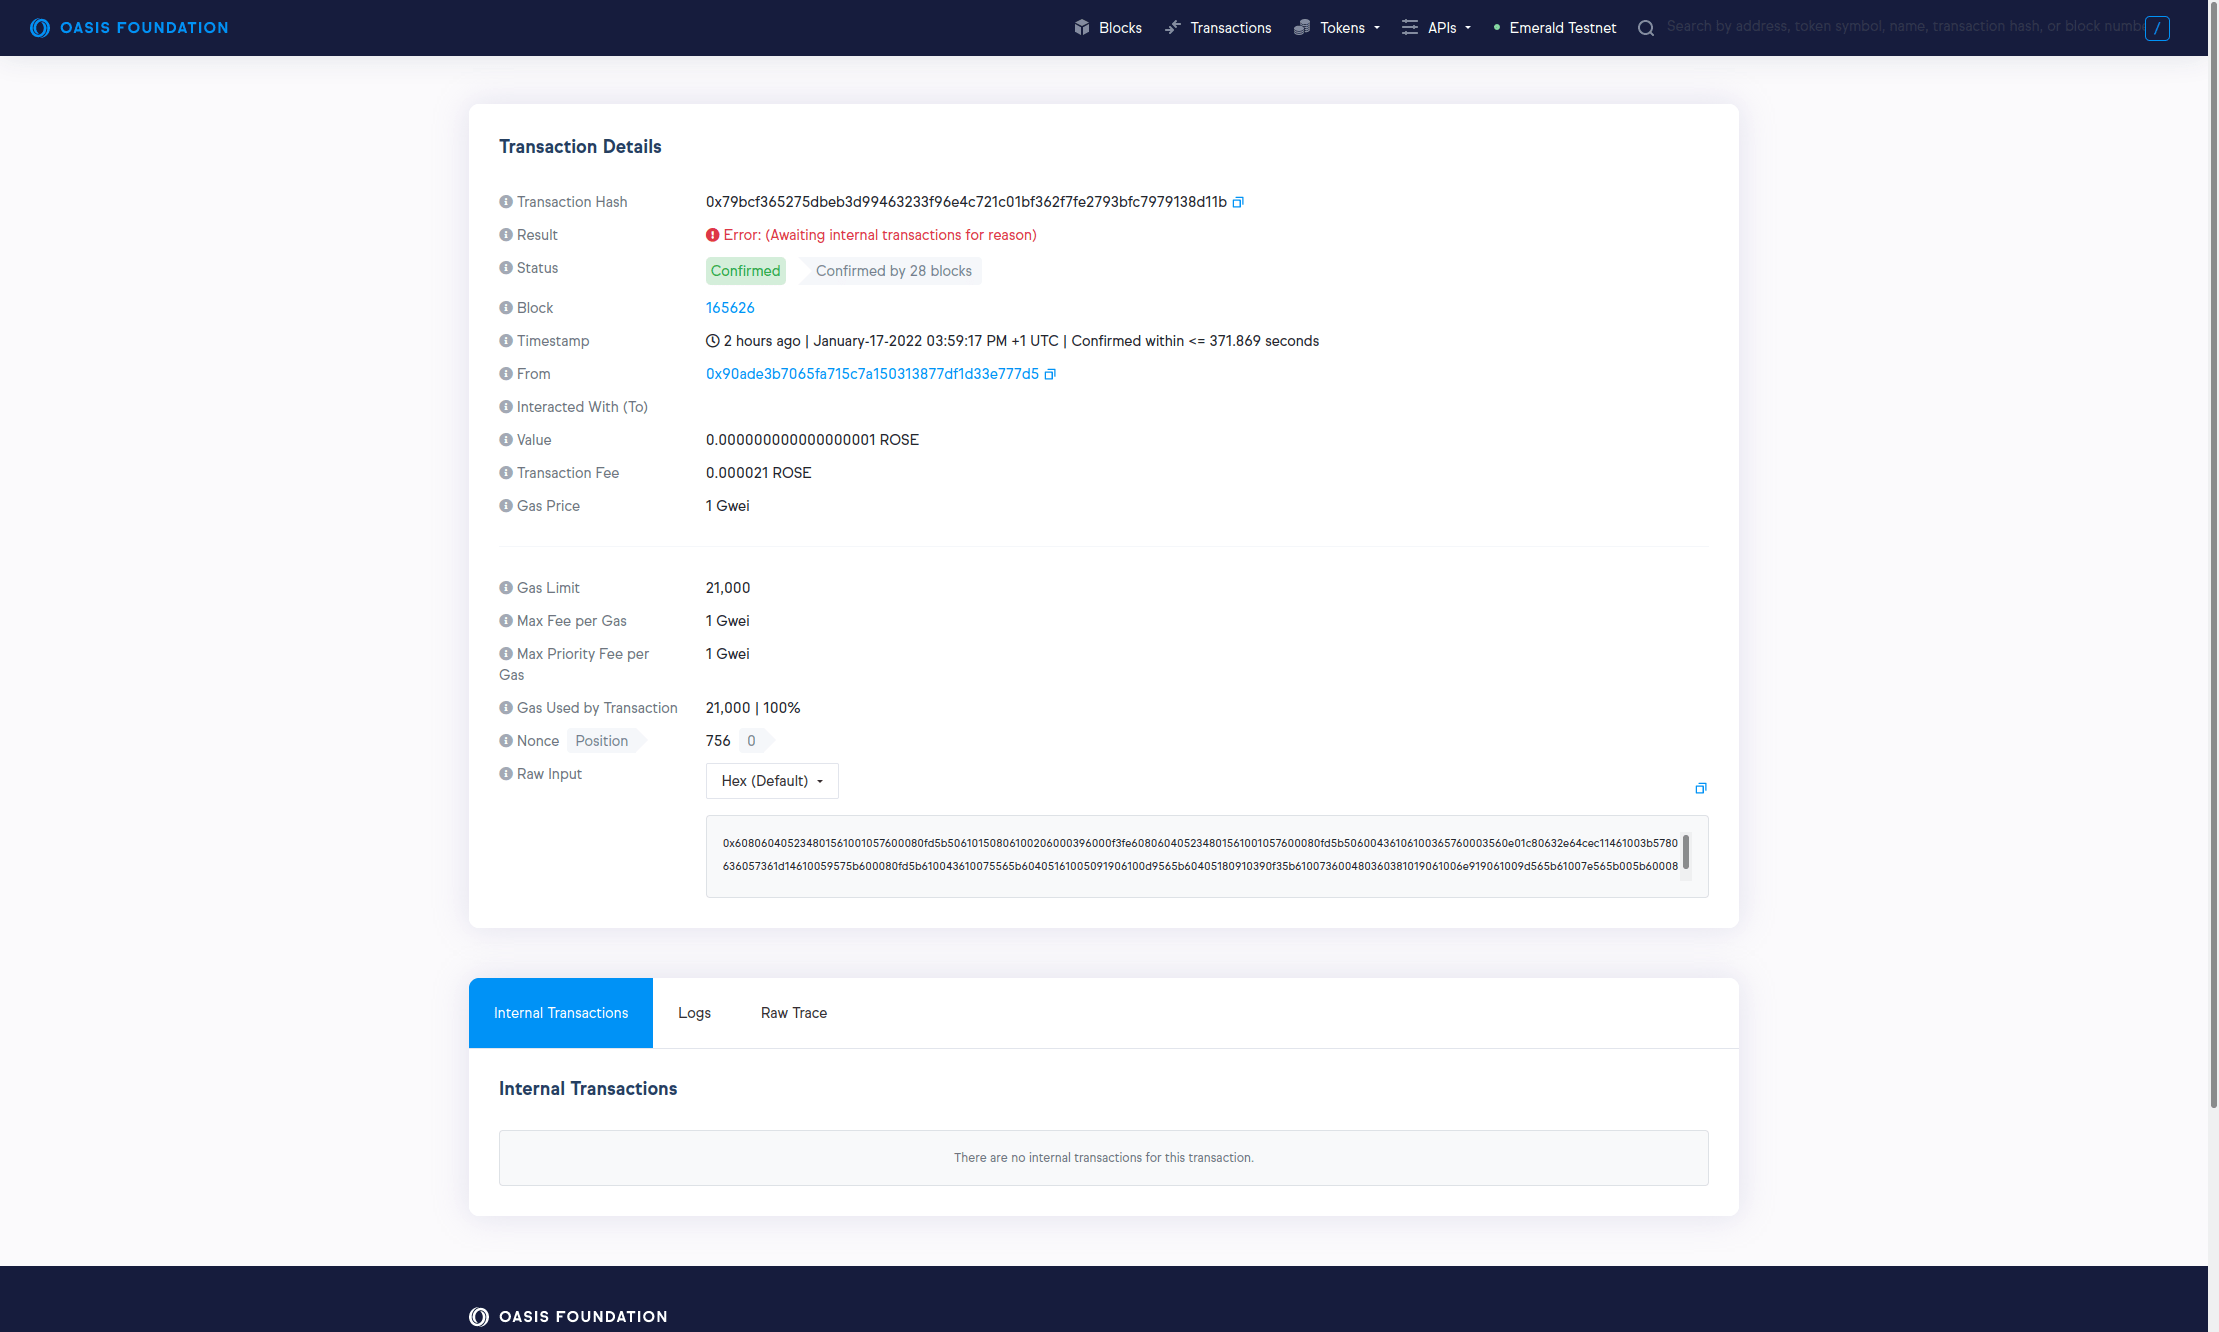 OASIS FOUNDATION
Blocks
Transactions
Tokens
APIs
Emerald Testnet
Search by address, token symbol, name, transaction hash, or block numbe
/
Transaction Details
Transaction Hash
0x79bcf365275dbeb3d99463233f96e4c721c01bf362f7fe2793bfc7979138d11b
Result
Error: (Awaiting internal transactions for reason)
Status
Confirmed
Confirmed by 28 blocks
Block
165626
Timestamp
2 hours ago | January-17-2022 03:59:17 PM +1 UTC | Confirmed within <= 371.869 seconds
From
0x90ade3b7065fa715c7a150313877df1d33e777d5
Interacted With (To)
Value
0.000000000000000001 ROSE
Transaction Fee
0.000021 ROSE
Gas Price
1 Gwei
Gas Limit
21,000
Max Fee per Gas
1 Gwei
Max Priority Fee per
Gas
1 Gwei
Gas Used by Transaction
21,000 | 100%
Nonce Position
756 0
Raw Input
Hex (Default)
0x608060405234801561001057600080fd5b50610150806100206000396000f3fe608060405234801561001057600080fd5b50600436106100365760003560e01c80632e64cec11461003b5780
636057361d14610059575b600080fd5b610043610075565b60405161005091906100d9565b60405180910390f35b610073600480360381019061006e919061009d565b61007e565b005b60008
Internal Transactions
Logs
Raw Trace
Internal Transactions
There are no internal transactions for this transaction.
OASIS FOUNDATION